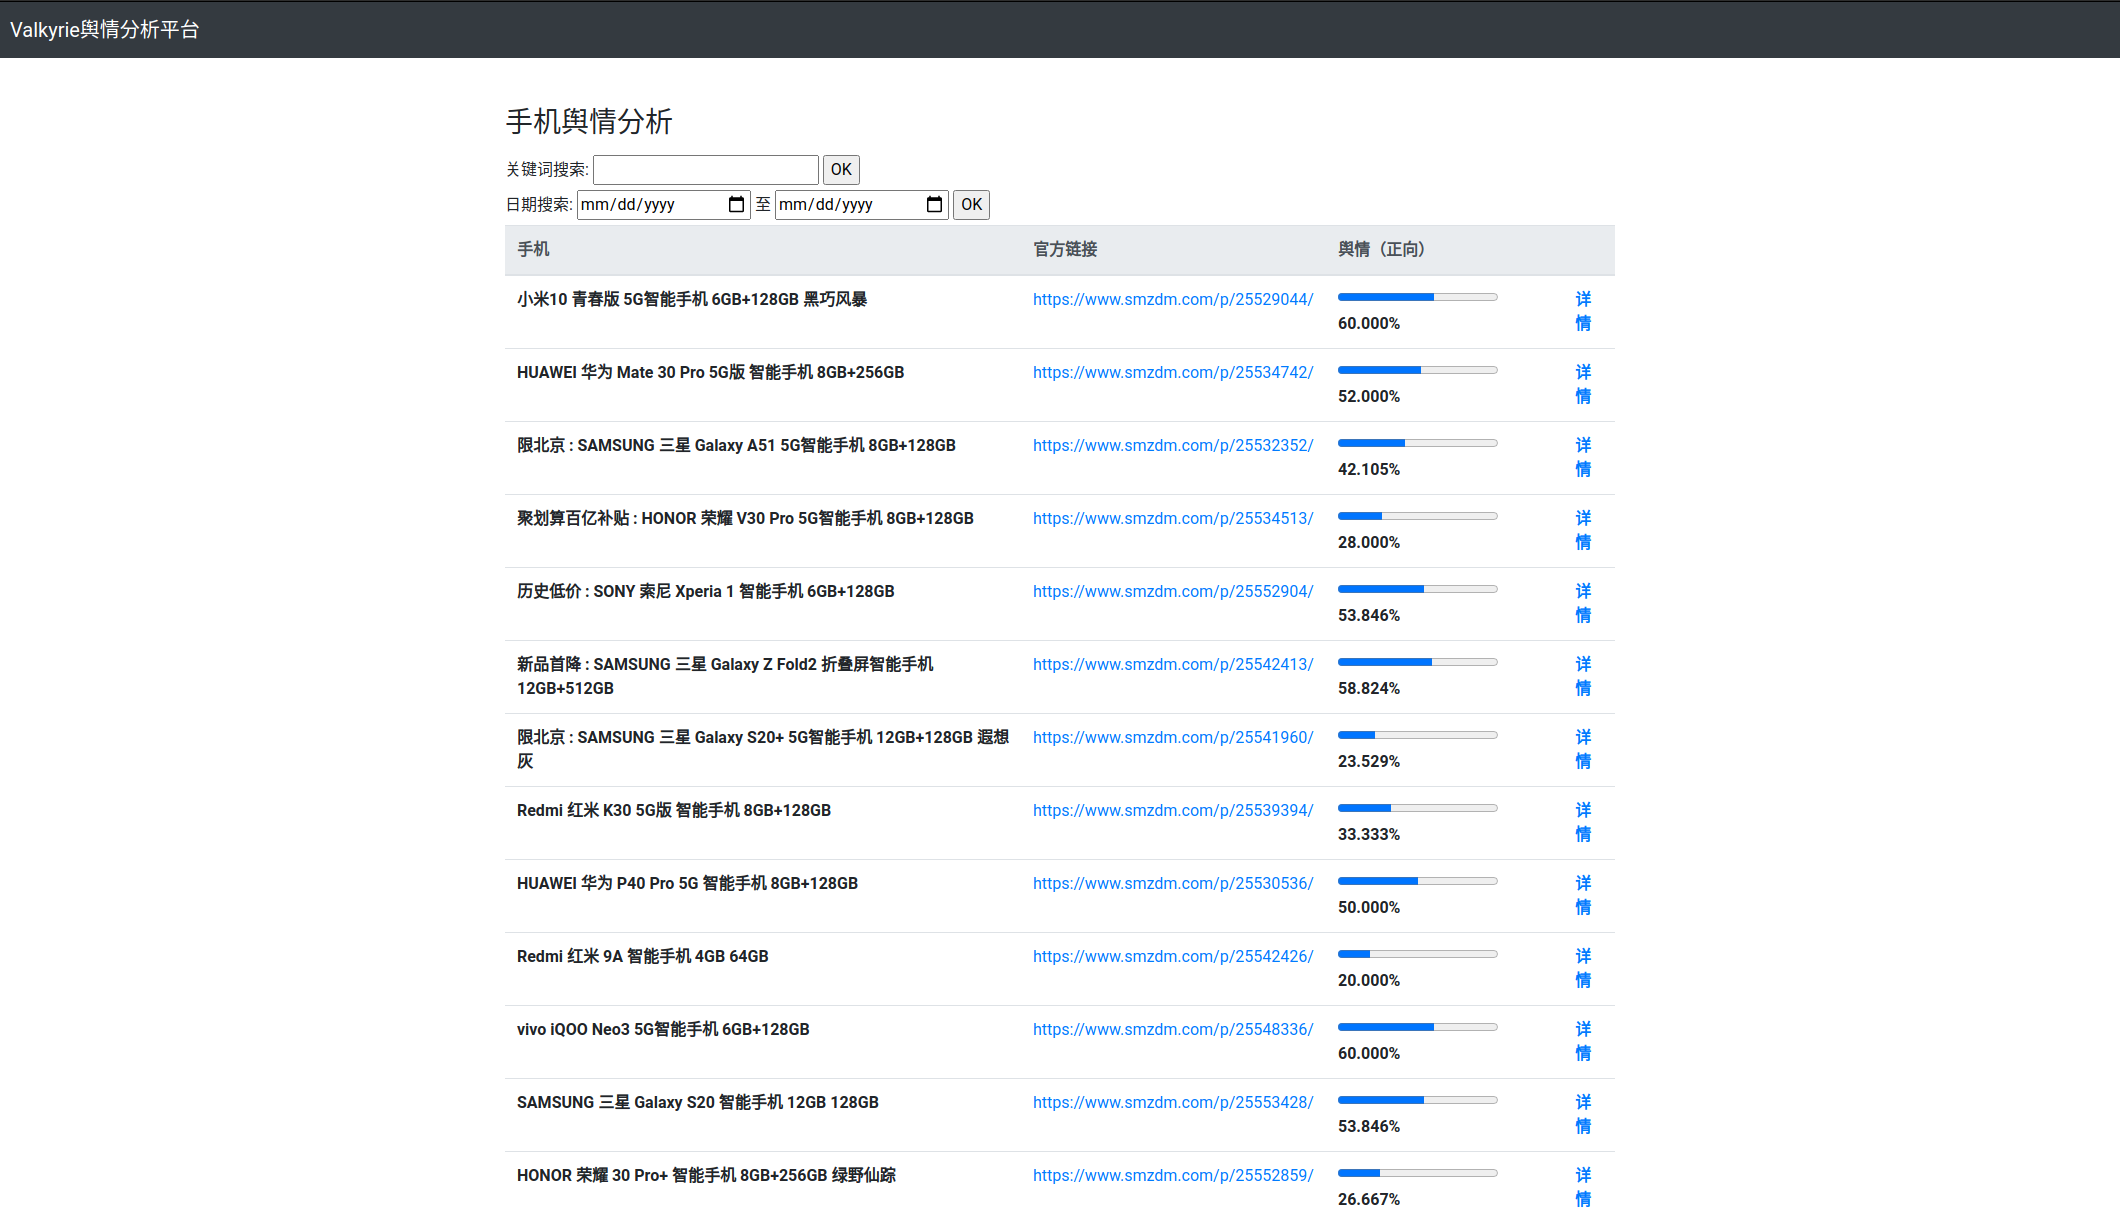 Valkyrie舆情分析平台
手机舆情分析
关键词搜索: OK
日期搜索: mm/dd/yyyy 至 mm/dd/yyyy OK
手机 官方链接 舆情（正向）
小米10 青春版 5G智能手机 6GB+128GB 黑巧风暴 https://www.smzdm.com/p/25529044/ 60.000% 详情
HUAWEI 华为 Mate 30 Pro 5G版 智能手机 8GB+256GB https://www.smzdm.com/p/25534742/ 52.000% 详情
限北京 : SAMSUNG 三星 Galaxy A51 5G智能手机 8GB+128GB https://www.smzdm.com/p/25532352/ 42.105% 详情
聚划算百亿补贴 : HONOR 荣耀 V30 Pro 5G智能手机 8GB+128GB https://www.smzdm.com/p/25534513/ 28.000% 详情
历史低价 : SONY 索尼 Xperia 1 智能手机 6GB+128GB https://www.smzdm.com/p/25552904/ 53.846% 详情
新品首降 : SAMSUNG 三星 Galaxy Z Fold2 折叠屏智能手机
12GB+512GB https://www.smzdm.com/p/25542413/ 58.824% 详情
限北京 : SAMSUNG 三星 Galaxy S20+ 5G智能手机 12GB+128GB 遐想
灰 https://www.smzdm.com/p/25541960/ 23.529% 详情
Redmi 红米 K30 5G版 智能手机 8GB+128GB https://www.smzdm.com/p/25539394/ 33.333% 详情
HUAWEI 华为 P40 Pro 5G 智能手机 8GB+128GB https://www.smzdm.com/p/25530536/ 50.000% 详情
Redmi 红米 9A 智能手机 4GB 64GB https://www.smzdm.com/p/25542426/ 20.000% 详情
vivo iQOO Neo3 5G智能手机 6GB+128GB https://www.smzdm.com/p/25548336/ 60.000% 详情
SAMSUNG 三星 Galaxy S20 智能手机 12GB 128GB https://www.smzdm.com/p/25553428/ 53.846% 详情
HONOR 荣耀 30 Pro+ 智能手机 8GB+256GB 绿野仙踪 https://www.smzdm.com/p/25552859/ 26.667% 详情